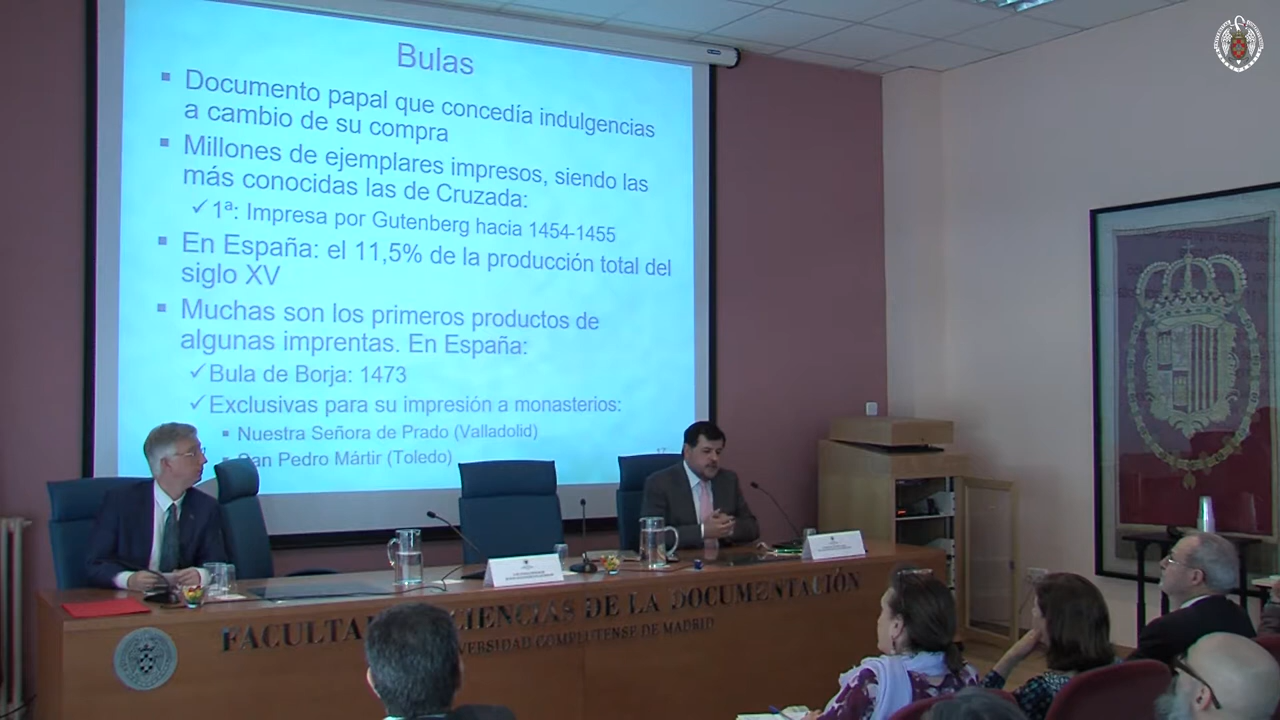 Bulas
▪ Documento papal que concedía indulgencias
a cambio de su compra
▪ Millones de ejemplares impresos, siendo las
más conocidas las de Cruzada:
✓1ª: Impresa por Gutenberg hacia 1454-1455
▪ En España: el 11,5% de la producción total del
siglo XV
▪ Muchas son los primeros productos de
algunas imprentas. En España:
✓Bula de Borja: 1473
✓Exclusivas para su impresión a monasterios:
▪ Nuestra Señora de Prado (Valladolid)
▪ San Pedro Mártir (Toledo)
17
FACULTA CIENCIAS DE LA DOCUMENTACIÓN
VERSIDAD COMPLUTENSE DE MADRID